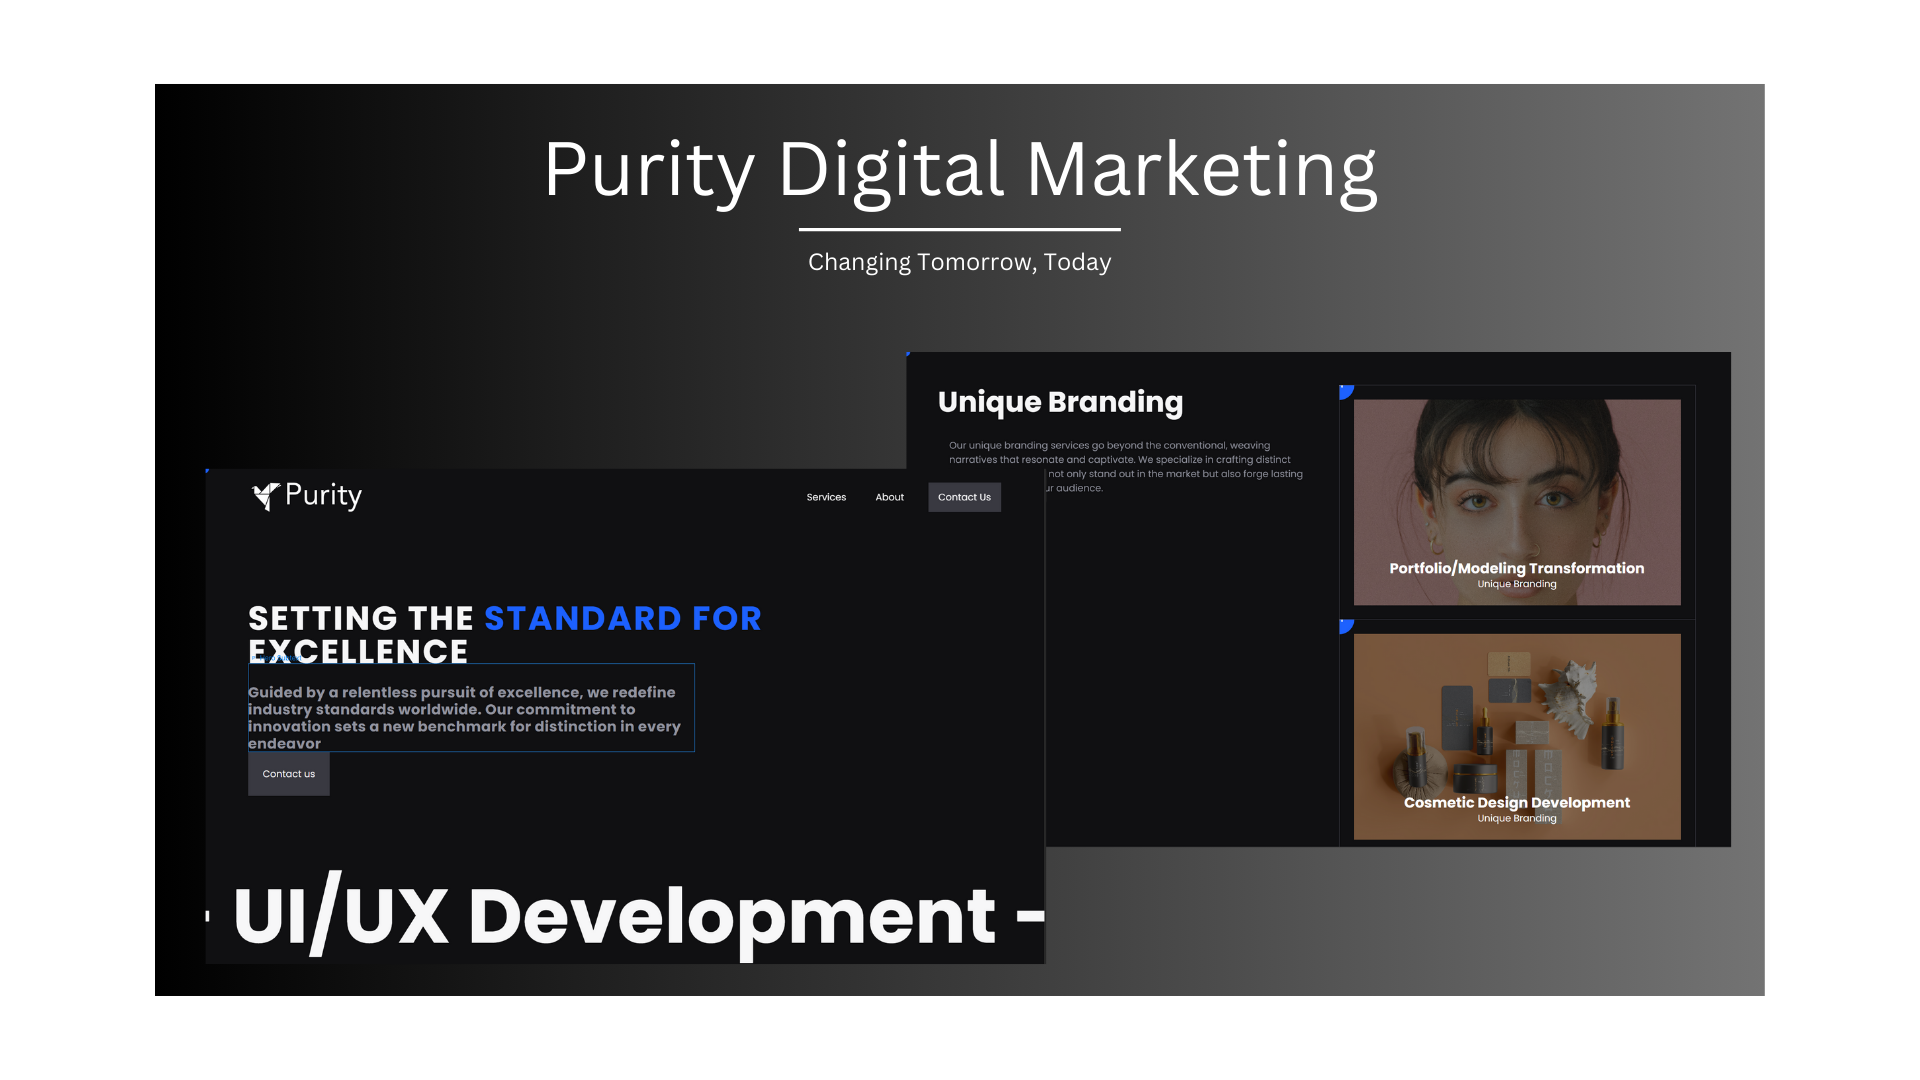 Purity Digital Marketing
Changing Tomorrow, Today
Unique Branding
Our unique branding services go beyond the conventional, weaving
narratives that resonate and captivate. We specialize in crafting distinct
not only stand out in the market but also forge lasting
ur audience.
Portfolio/Modeling Transformation
Unique Branding
Cosmetic Design Development
Unique Branding
Purity
Services
About
Contact Us
SETTING THE STANDARD FOR
EXCELLENCE
Guided by a relentless pursuit of excellence, we redefine
industry standards worldwide. Our commitment to
innovation sets a new benchmark for distinction in every
endeavor
Contact us
- UI/UX Development -